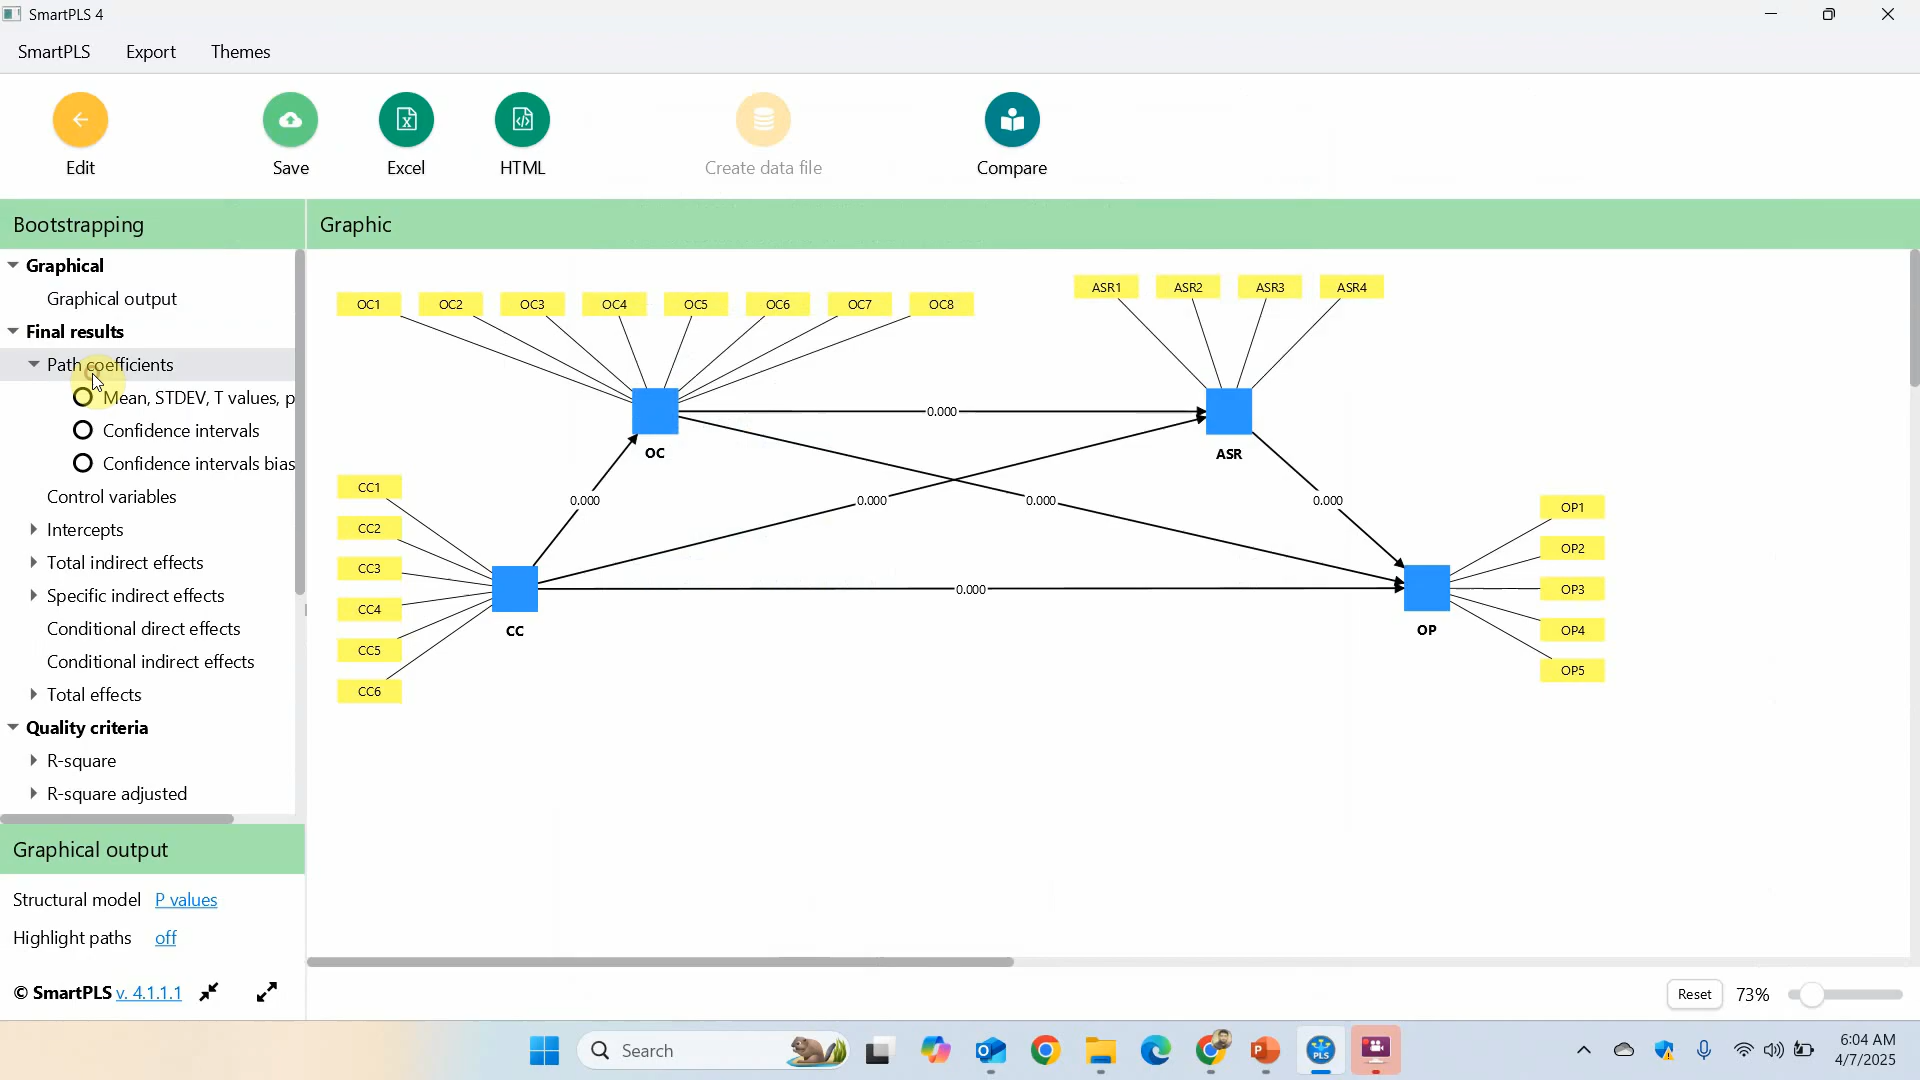 SmartPLS 4
SmartPLS Export Themes
Edit Save Excel HTML Create data file Compare
Bootstrapping
Graphical
Graphical output
Final results
Path coefficients
Mean, STDEV, T values, p
Confidence intervals
Confidence intervals bias
Control variables
Intercepts
Total indirect effects
Specific indirect effects
Conditional direct effects
Conditional indirect effects
Total effects
Quality criteria
R-square
R-square adjusted
Graphical output
Structural model P values
Highlight paths off
© SmartPLS v. 4.1.1.1
Graphic
ASR1 ASR2 ASR3 ASR4
OC1 OC2 OC3 OC4 OC5 OC6 OC7 OC8
0.000
OC ASR
CC1
0.000 0.000 0.000 0.000
OP1
CC2
OP2
CC3
0.000
OP3
CC4
CC OP
OP4
CC5
OP5
CC6
Reset 73%
Search
PLS
6:04 AM
4/7/2025